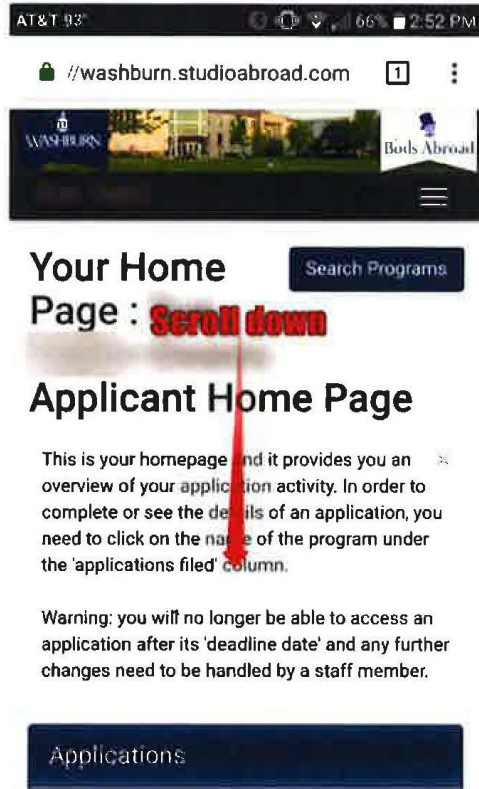 AT&T 93° 66% 2:52 PM
//washburn.studioabroad.com 1
WASHBURN
Bods Abroad
Your Home
Search Programs
Page :
Scroll down
Applicant Home Page
This is your homepage and it provides you an ×
overview of your application activity. In order to
complete or see the details of an application, you
need to click on the name of the program under
the 'applications filed' column.
Warning: you will no longer be able to access an
application after its 'deadline date' and any further
changes need to be handled by a staff member.
Applications